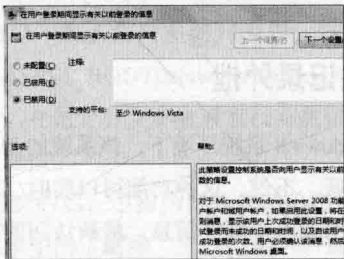 在用户登录期间显示有关以前登录的信息
在用户登录期间显示有关以前登录的信息
下一个设置
未配置(C)
注释:
已启用(E)
已禁用(D)
支持的平台:
至少 Windows Vista
选项:
帮助:
此策略设置控制系统是否向用户显示有关以前
数的信息。
对于 Microsoft Windows Server 2008 功能
户帐户和域用户帐户，如果启用此设置，将在
到消息，显示该用户上次成功登录的日期和时
试登录而未成功的日期和时间，以及自该用户
成功登录的次数。用户必须确认该消息，然后
Microsoft Windows 桌面。